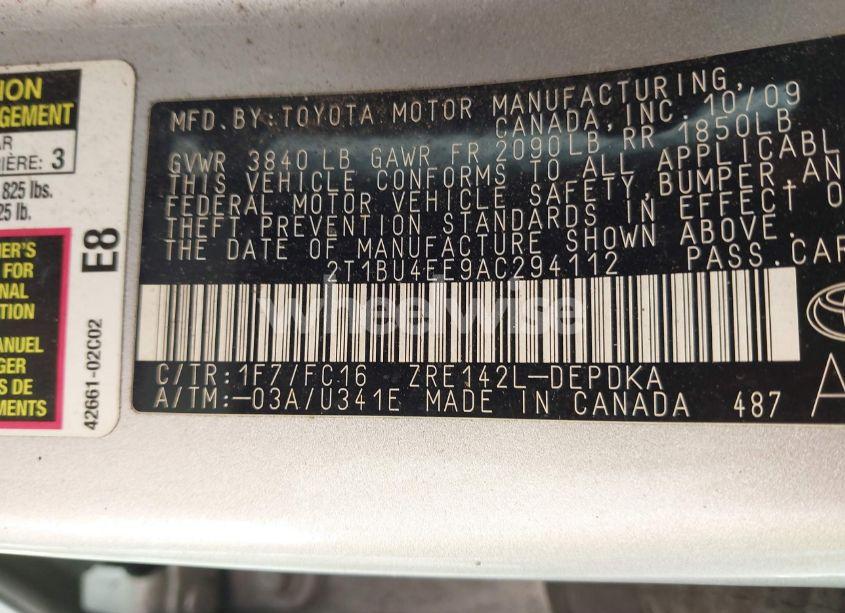 ION
AGEMENT
AR
IÈRE: 3
825 lbs.
25 lb.
ER'S
FOR
NAL
TION
ANUEL
GER
S DE
EMENTS
E8
42661-02C02
MFD.BY:TOYOTA MOTOR MANUFACTURING,
CANADA,INC.10/09
GVWR 3840 LB GAWR FR 2090LB RR 1850LB
THIS VEHICLE CONFORMS TO ALL APPLICABL
FEDERAL MOTOR VEHICLE SAFETY,BUMPER AN
THEFT PREVENTION STANDARDS IN EFFECT O
THE DATE OF MANUFACTURE SHOWN ABOVE.
2T1BU4EE9AC294112 PASS.CAR
wheelwise
C/TR:1F7/FC16 ZRE142L-DEPDKA
A/TM:-03A/U341E MADE IN CANADA 487
A